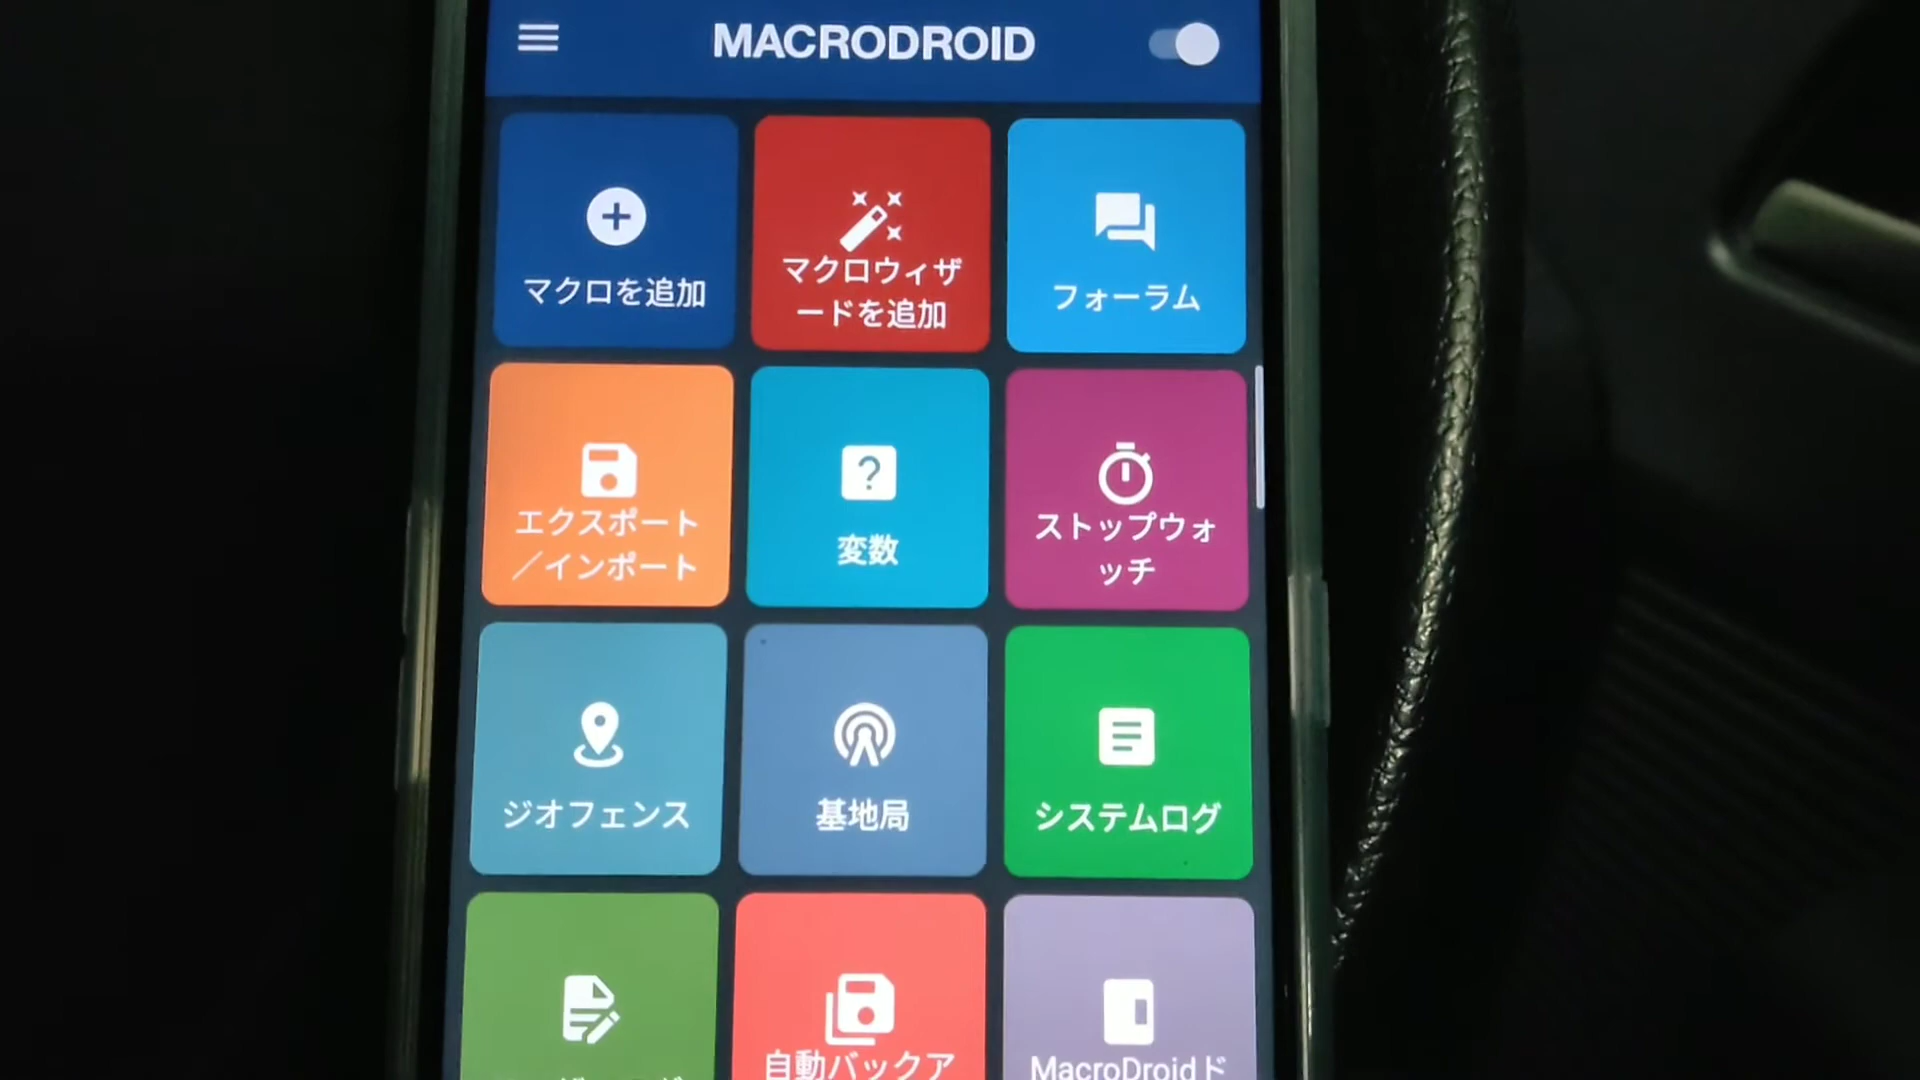 MACRODROID
マクロを追加
マクロウィザ
ードを追加
フォーラム
エクスポート
／インポート
変数
ストップウォ
ッチ
ジオフェンス
基地局
システムログ
自動バックア
MacroDroidド